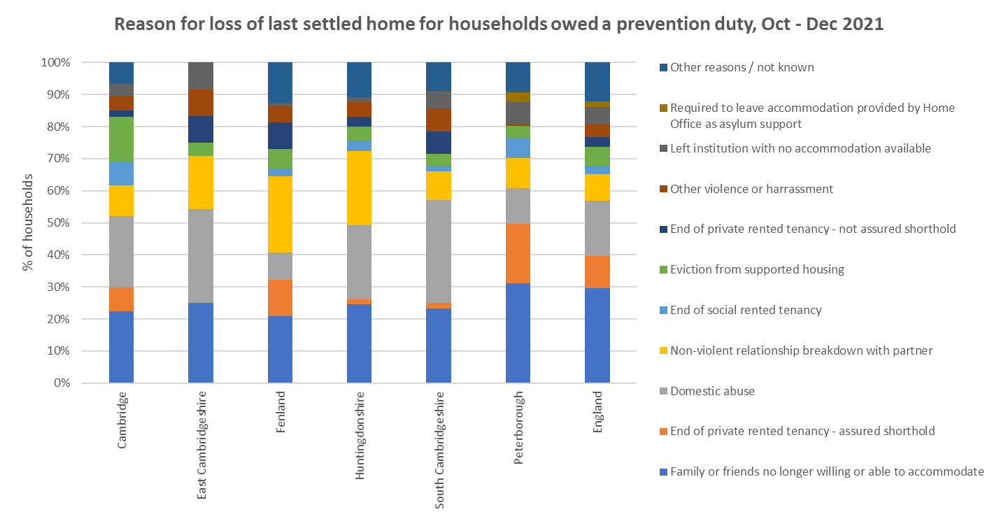 Reason for loss of last settled home for households owed a prevention duty, Oct - Dec 2021
% of households
100%
90%
80%
70%
60%
50%
40%
30%
20%
10%
0%
Cambridge
East Cambridgeshire
Fenland
Huntingdonshire
South Cambridgeshire
Peterborough
England
Other reasons / not known
Required to leave accommodation provided by Home
Office as asylum support
Left institution with no accommodation available
Other violence or harrassment
End of private rented tenancy - not assured shorthold
Eviction from supported housing
End of social rented tenancy
Non-violent relationship breakdown with partner
Domestic abuse
End of private rented tenancy - assured shorthold
Family or friends no longer willing or able to accommodate